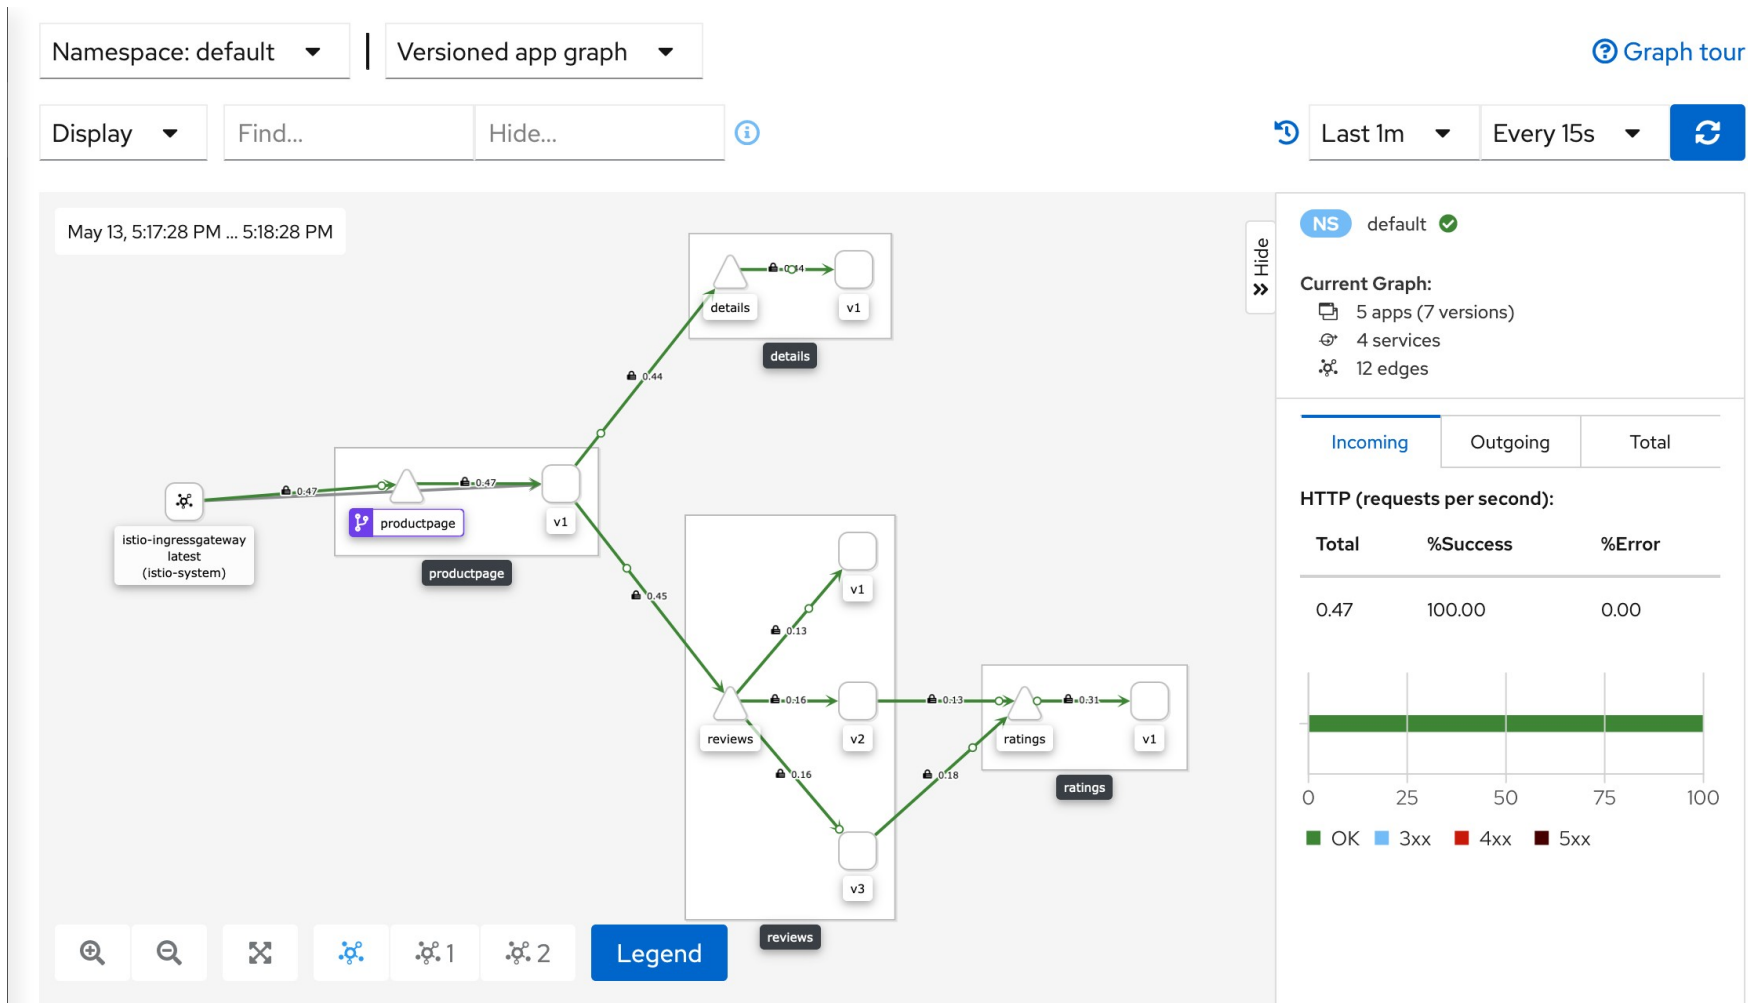 Namespace: default
Versioned app graph
Graph tour
Display
Find...
Hide...
Last 1m
Every 15s
May 13, 5:17:28 PM ... 5:18:28 PM
Hide
details
v1
0.44
details
0.44
0.47
0.47
productpage
v1
productpage
istio-ingressgateway
latest
(istio-system)
0.45
v1
0.13
0.16
reviews
v2
0.16
v3
reviews
0.13
0.18
0.31
ratings
v1
ratings
1
2
Legend
NS default
Current Graph:
5 apps (7 versions)
4 services
12 edges
Incoming
Outgoing
Total
HTTP (requests per second):
Total %Success %Error
0.47 100.00 0.00
0 25 50 75 100
OK 3xx 4xx 5xx